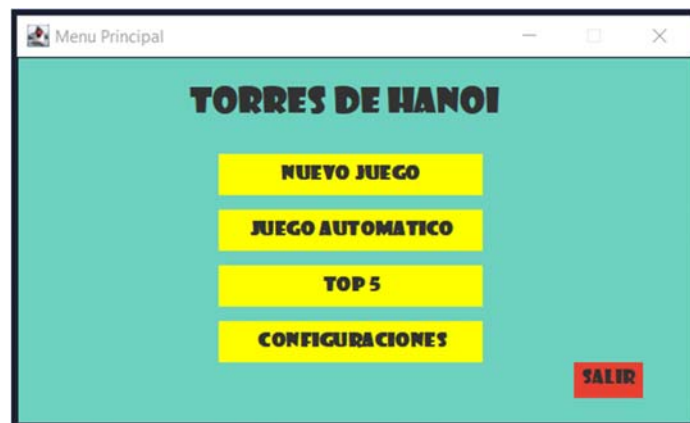 Menu Principal
TORRES DE HANOI
NUEVO JUEGO
JUEGO AUTOMATICO
TOP 5
CONFIGURACIONES
SALIR